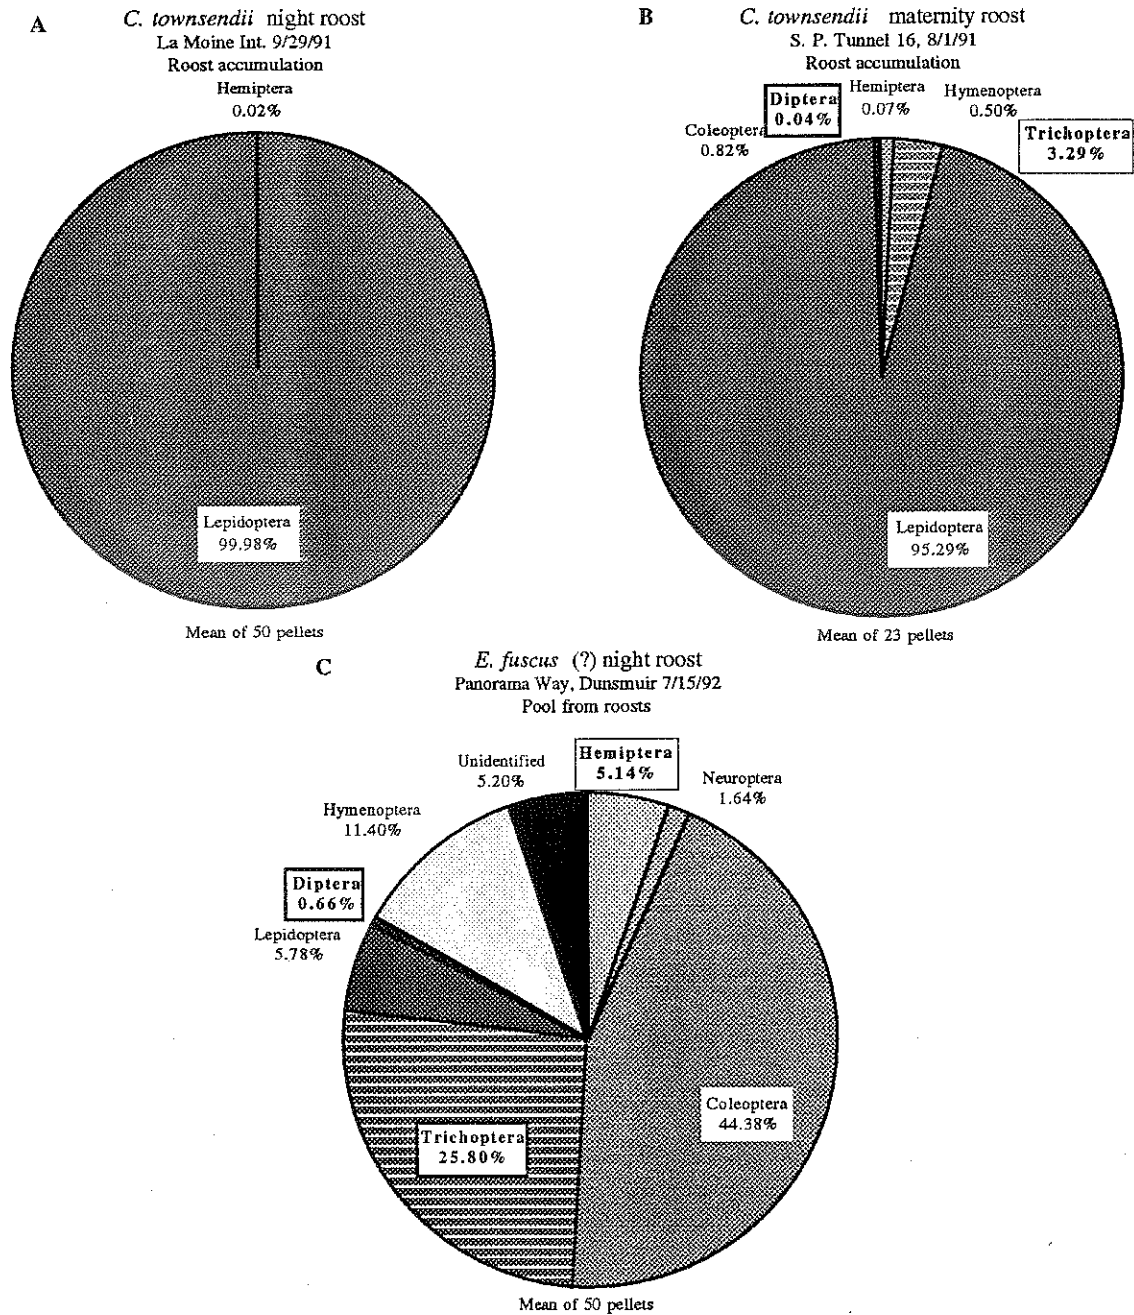 A
C. townsendii night roost
La Moine Int. 9/29/91
Roost accumulation
Hemiptera
0.02%
Lepidoptera
99.98%
Mean of 50 pellets
B
C. townsendii maternity roost
S. P. Tunnel 16, 8/1/91
Roost accumulation
Coleoptera
0.82%
Diptera
0.04%
Hemiptera
0.07%
Hymenoptera
0.50%
Trichoptera
3.29%
Lepidoptera
95.29%
Mean of 23 pellets
C
E. fuscus (?) night roost
Panorama Way, Dunsmuir 7/15/92
Pool from roosts
Unidentified
5.20%
Hemiptera
5.14%
Neuroptera
1.64%
Hymenoptera
11.40%
Diptera
0.66%
Lepidoptera
5.78%
Coleoptera
44.38%
Trichoptera
25.80%
Mean of 50 pellets